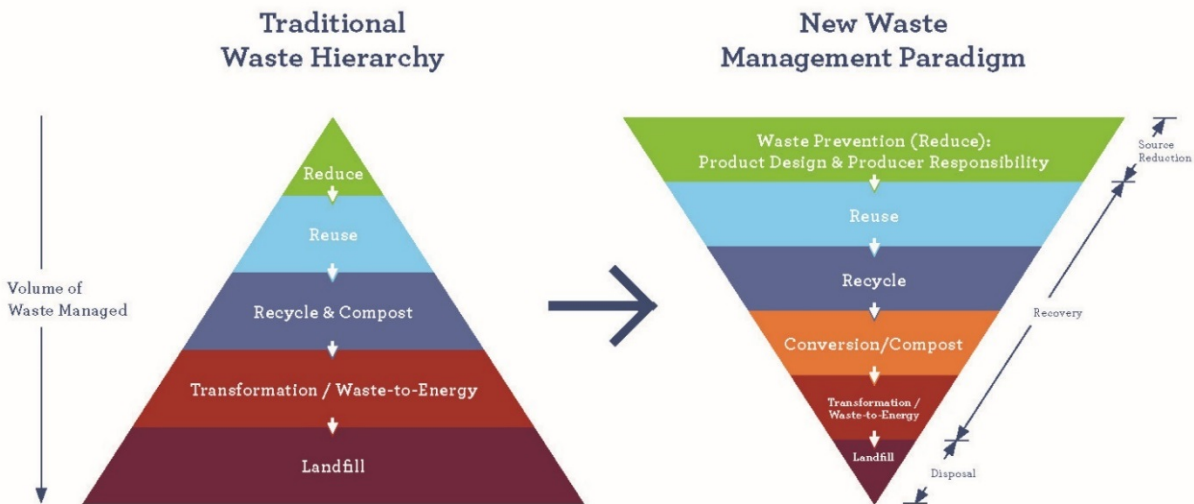 Traditional
Waste Hierarchy
New Waste
Management Paradigm
Volume of
Waste Managed
Reduce
Reuse
Recycle & Compost
Transformation / Waste-to-Energy
Landfill
Waste Prevention (Reduce):
Product Design & Producer Responsibility
Reuse
Recycle
Conversion/Compost
Transformation /
Waste-to-Energy
Landfill
Source
Reduction
Recovery
Disposal